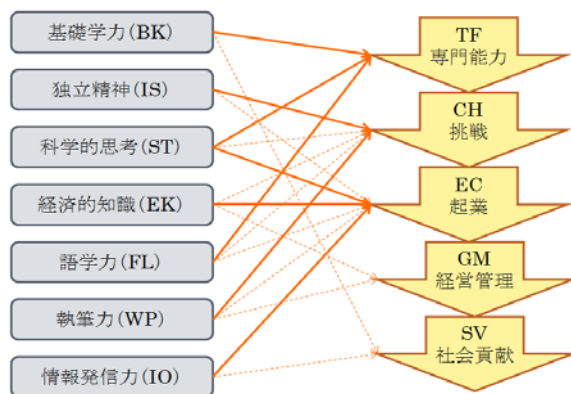 基礎学力(BK)
独立精神(IS)
科学的思考(ST)
経済的知識(EK)
語学力(FL)
執筆力(WP)
情報発信力(IO)
TF
専門能力
CH
挑戦
EC
起業
GM
経営管理
SV
社会貢献